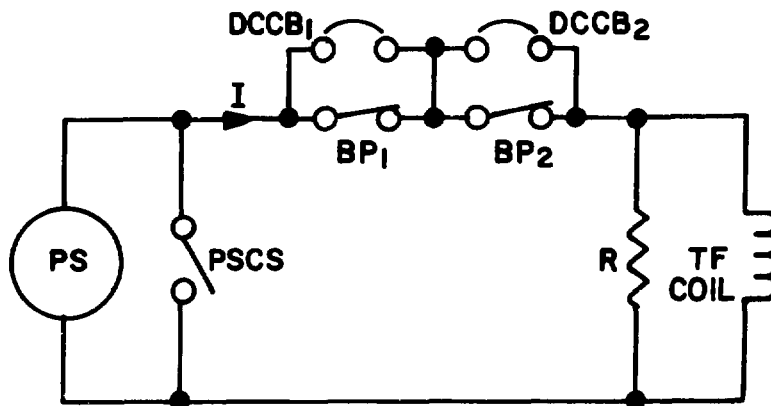 DCCB1
DCCB2
I
BP1
BP2
PS
PSCS
R
TF
COIL